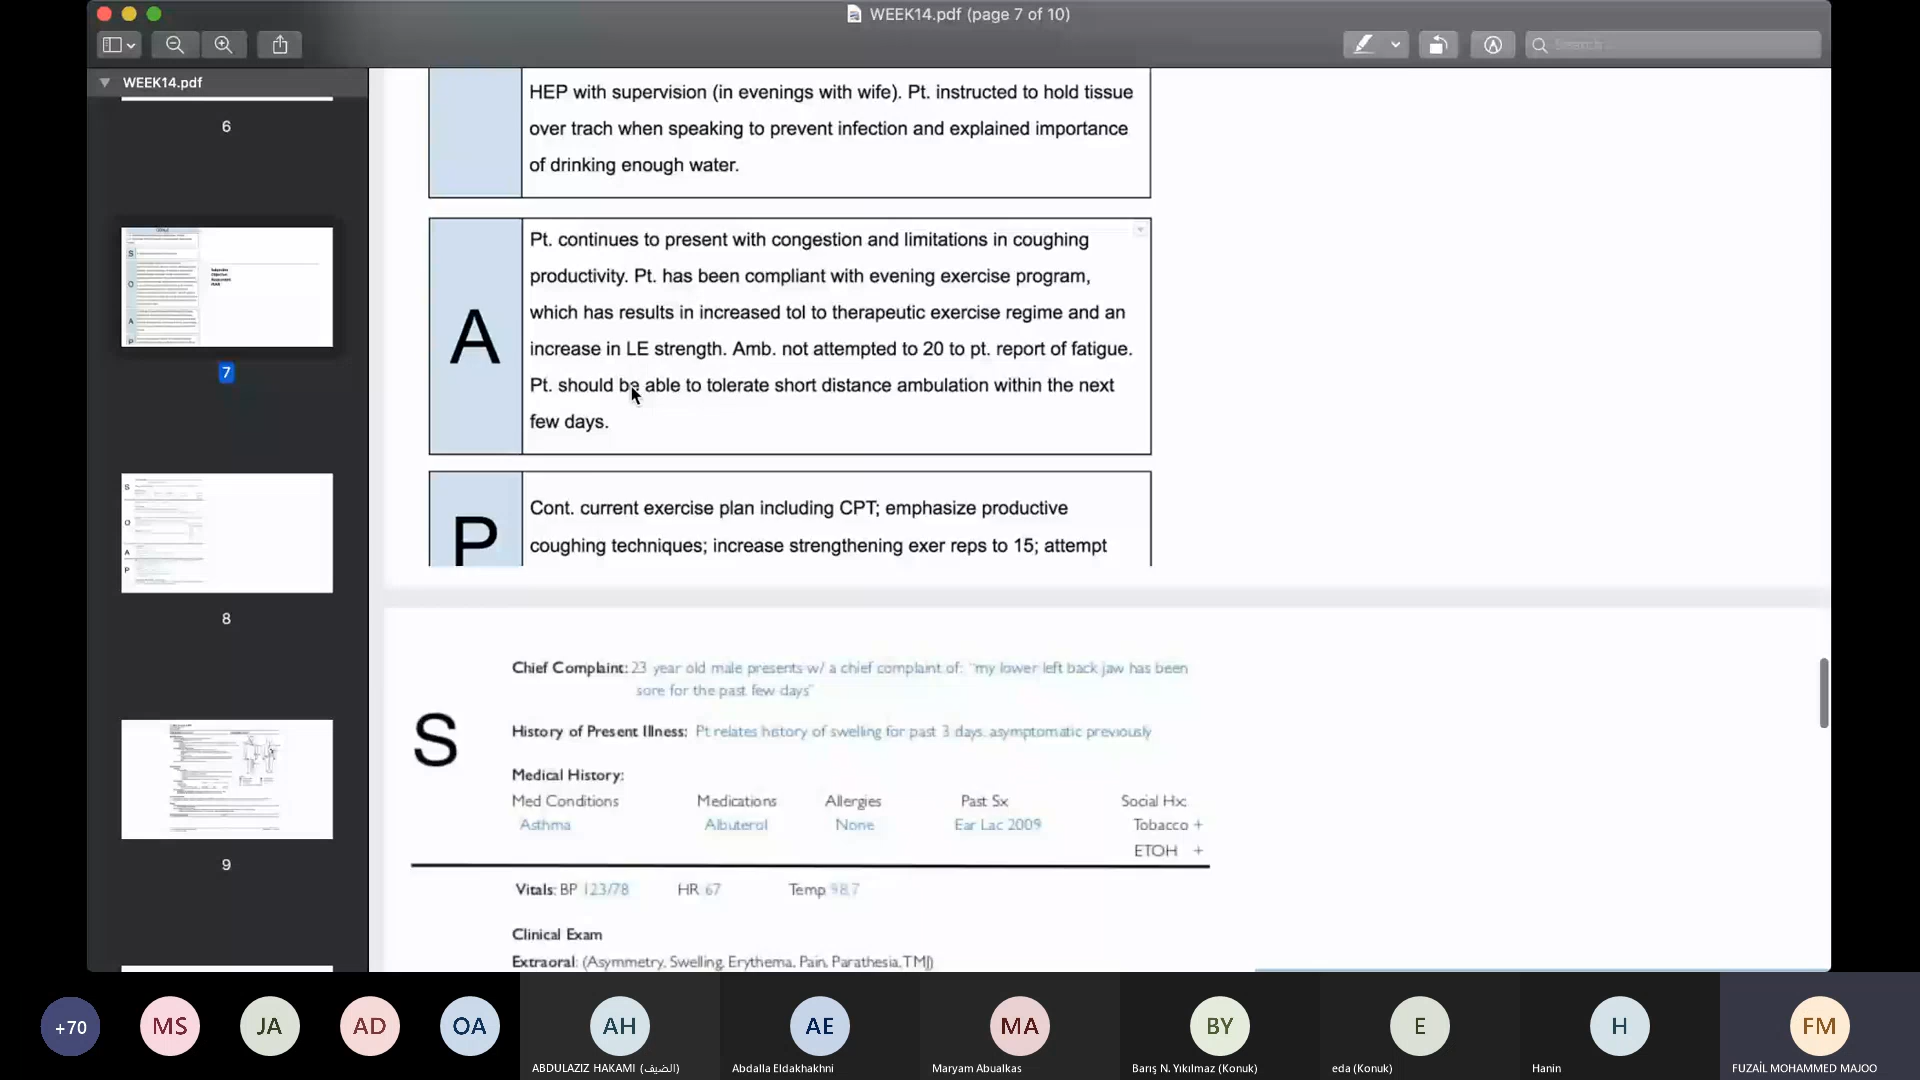 WEEK14.pdf (page 7 of 10)
Search
WEEK14.pdf
6
7
8
9
S
O
A
P
S
O
A
P
HEP with supervision (in evenings with wife). Pt. instructed to hold tissue
over trach when speaking to prevent infection and explained importance
of drinking enough water.
A
Pt. continues to present with congestion and limitations in coughing
productivity. Pt. has been compliant with evening exercise program,
which has results in increased tol to therapeutic exercise regime and an
increase in LE strength. Amb. not attempted to 20 to pt. report of fatigue.
Pt. should be able to tolerate short distance ambulation within the next
few days.
P
Cont. current exercise plan including CPT; emphasize productive
coughing techniques; increase strengthening exer reps to 15; attempt
S
Chief Complaint: 23 year old male presents w/ a chief complaint of: "my lower left back jaw has been
sore for the past few days"
History of Present Illness: Pt relates history of swelling for past 3 days, asymptomatic previously
Medical History:
Med Conditions Medications Allergies Past Sx Social Hx:
Asthma Albuterol None Ear Lac 2009 Tobacco +
ETOH +
Vitals: BP 123/78 HR 67 Temp 98.7
Clinical Exam
Extraoral: (Asymmetry, Swelling, Erythema, Pain, Parathesia, TMJ)
+70
MS
JA
AD
OA
AH
AE
MA
BY
E
H
FM
ABDULAZIZ HAKAMI (الضيف)
Abdalla Eldakhakhni
Maryam Abualkas
Barış N. Yıkılmaz (Konuk)
eda (Konuk)
Hanin
FUZAİL MOHAMMED MAJOO